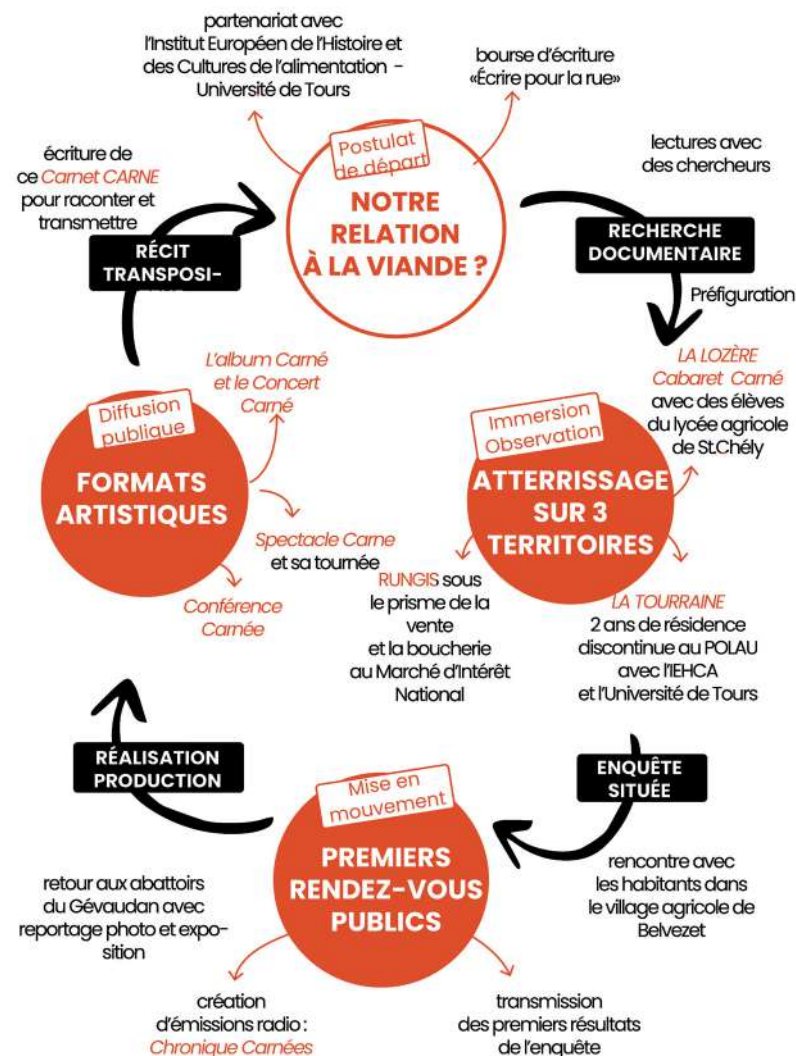 partenariat avec
l'Institut Européen de l'Histoire et
des Cultures de l'alimentation -
Université de Tours
bourse d'écriture
«Écrire pour la rue»
Postulat
de départ
NOTRE
RELATION
À LA VIANDE ?
lectures avec
des chercheurs
RECHERCHE
DOCUMENTAIRE
Préfiguration
LA LOZÈRE
Cabaret Carné
avec des élèves
du lycée agricole
de St.Chély
Immersion
Observation
ATTERRISSAGE
SUR 3
TERRITOIRES
RUNGIS sous
le prisme de la
vente
et la boucherie
au Marché d'Intérêt
National
LA TOURRAINE
2 ans de résidence
discontinue au POLAU
avec l'IEHCA
et l'Université de Tours
ENQUÊTE
SITUÉE
rencontre avec
les habitants dans
le village agricole de
Belvezet
Mise en
mouvement
PREMIERS
RENDEZ-VOUS
PUBLICS
transmission
des premiers résultats
de l'enquête
création
d'émissions radio :
Chronique Carnées
retour aux abattoirs
du Gévaudan avec
reportage photo et expo-
sition
RÉALISATION
PRODUCTION
Diffusion
publique
FORMATS
ARTISTIQUES
L'album Carné
et le Concert
Carné
Spectacle Carne
et sa tournée
Conférence
Carnée
RÉCIT
TRANSPOSI-
écriture de
ce Carnet CARNE
pour raconter et
transmettre